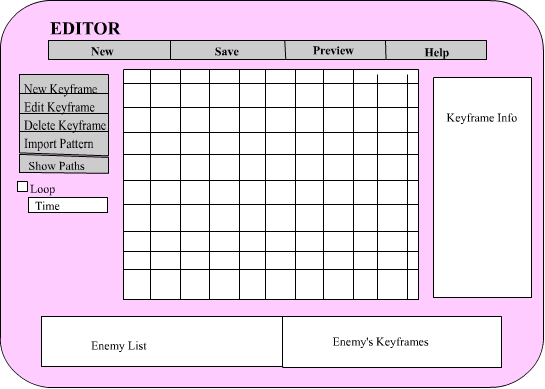 EDITOR
New
Save
Preview
Help
New Keyframe
Edit Keyframe
Delete Keyframe
Import Pattern
Show Paths
Loop
Time
Keyframe Info
Enemy List
Enemy's Keyframes